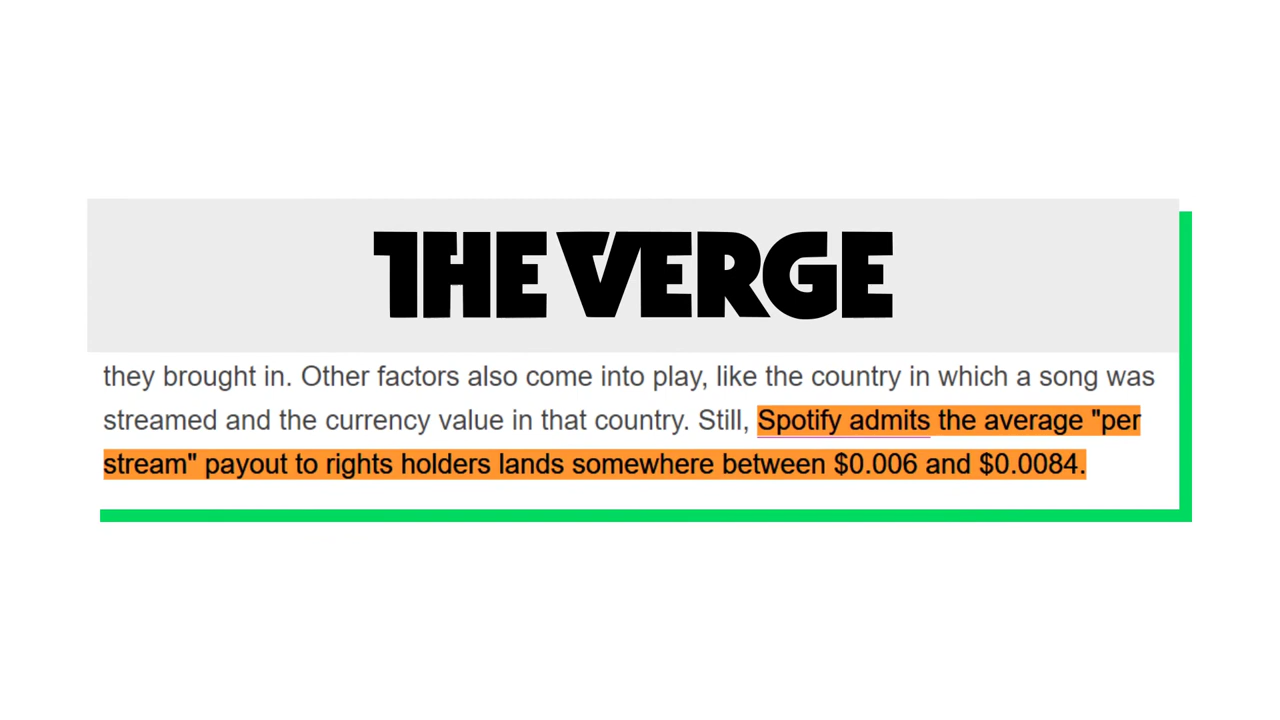 THE VERGE
they brought in. Other factors also come into play, like the country in which a song was
streamed and the currency value in that country. Still, Spotify admits the average "per
stream" payout to rights holders lands somewhere between $0.006 and $0.0084.